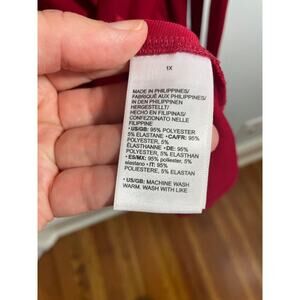 1X
MADE IN PHILIPPINES/
FABRIQUÉ AUX PHILIPPINES/
IN DEN PHILIPPINEN
HERGESTELLT/
HECHO EN FILIPINAS/
CONFEZIONATO NELLE
FILIPPINE
• US/GB: 95% POLYESTER
5% ELASTANE • CA/FR: 95%
POLYESTER, 5%
ÉLASTHANNE • DE: 95%
POLYESTER, 5% ELASTHAN
• ES/MX: 95% poliester, 5%
elastano • IT: 95%
POLIESTERE, 5% ELASTAN
• US/GB: MACHINE WASH
WARM. WASH WITH LIKE